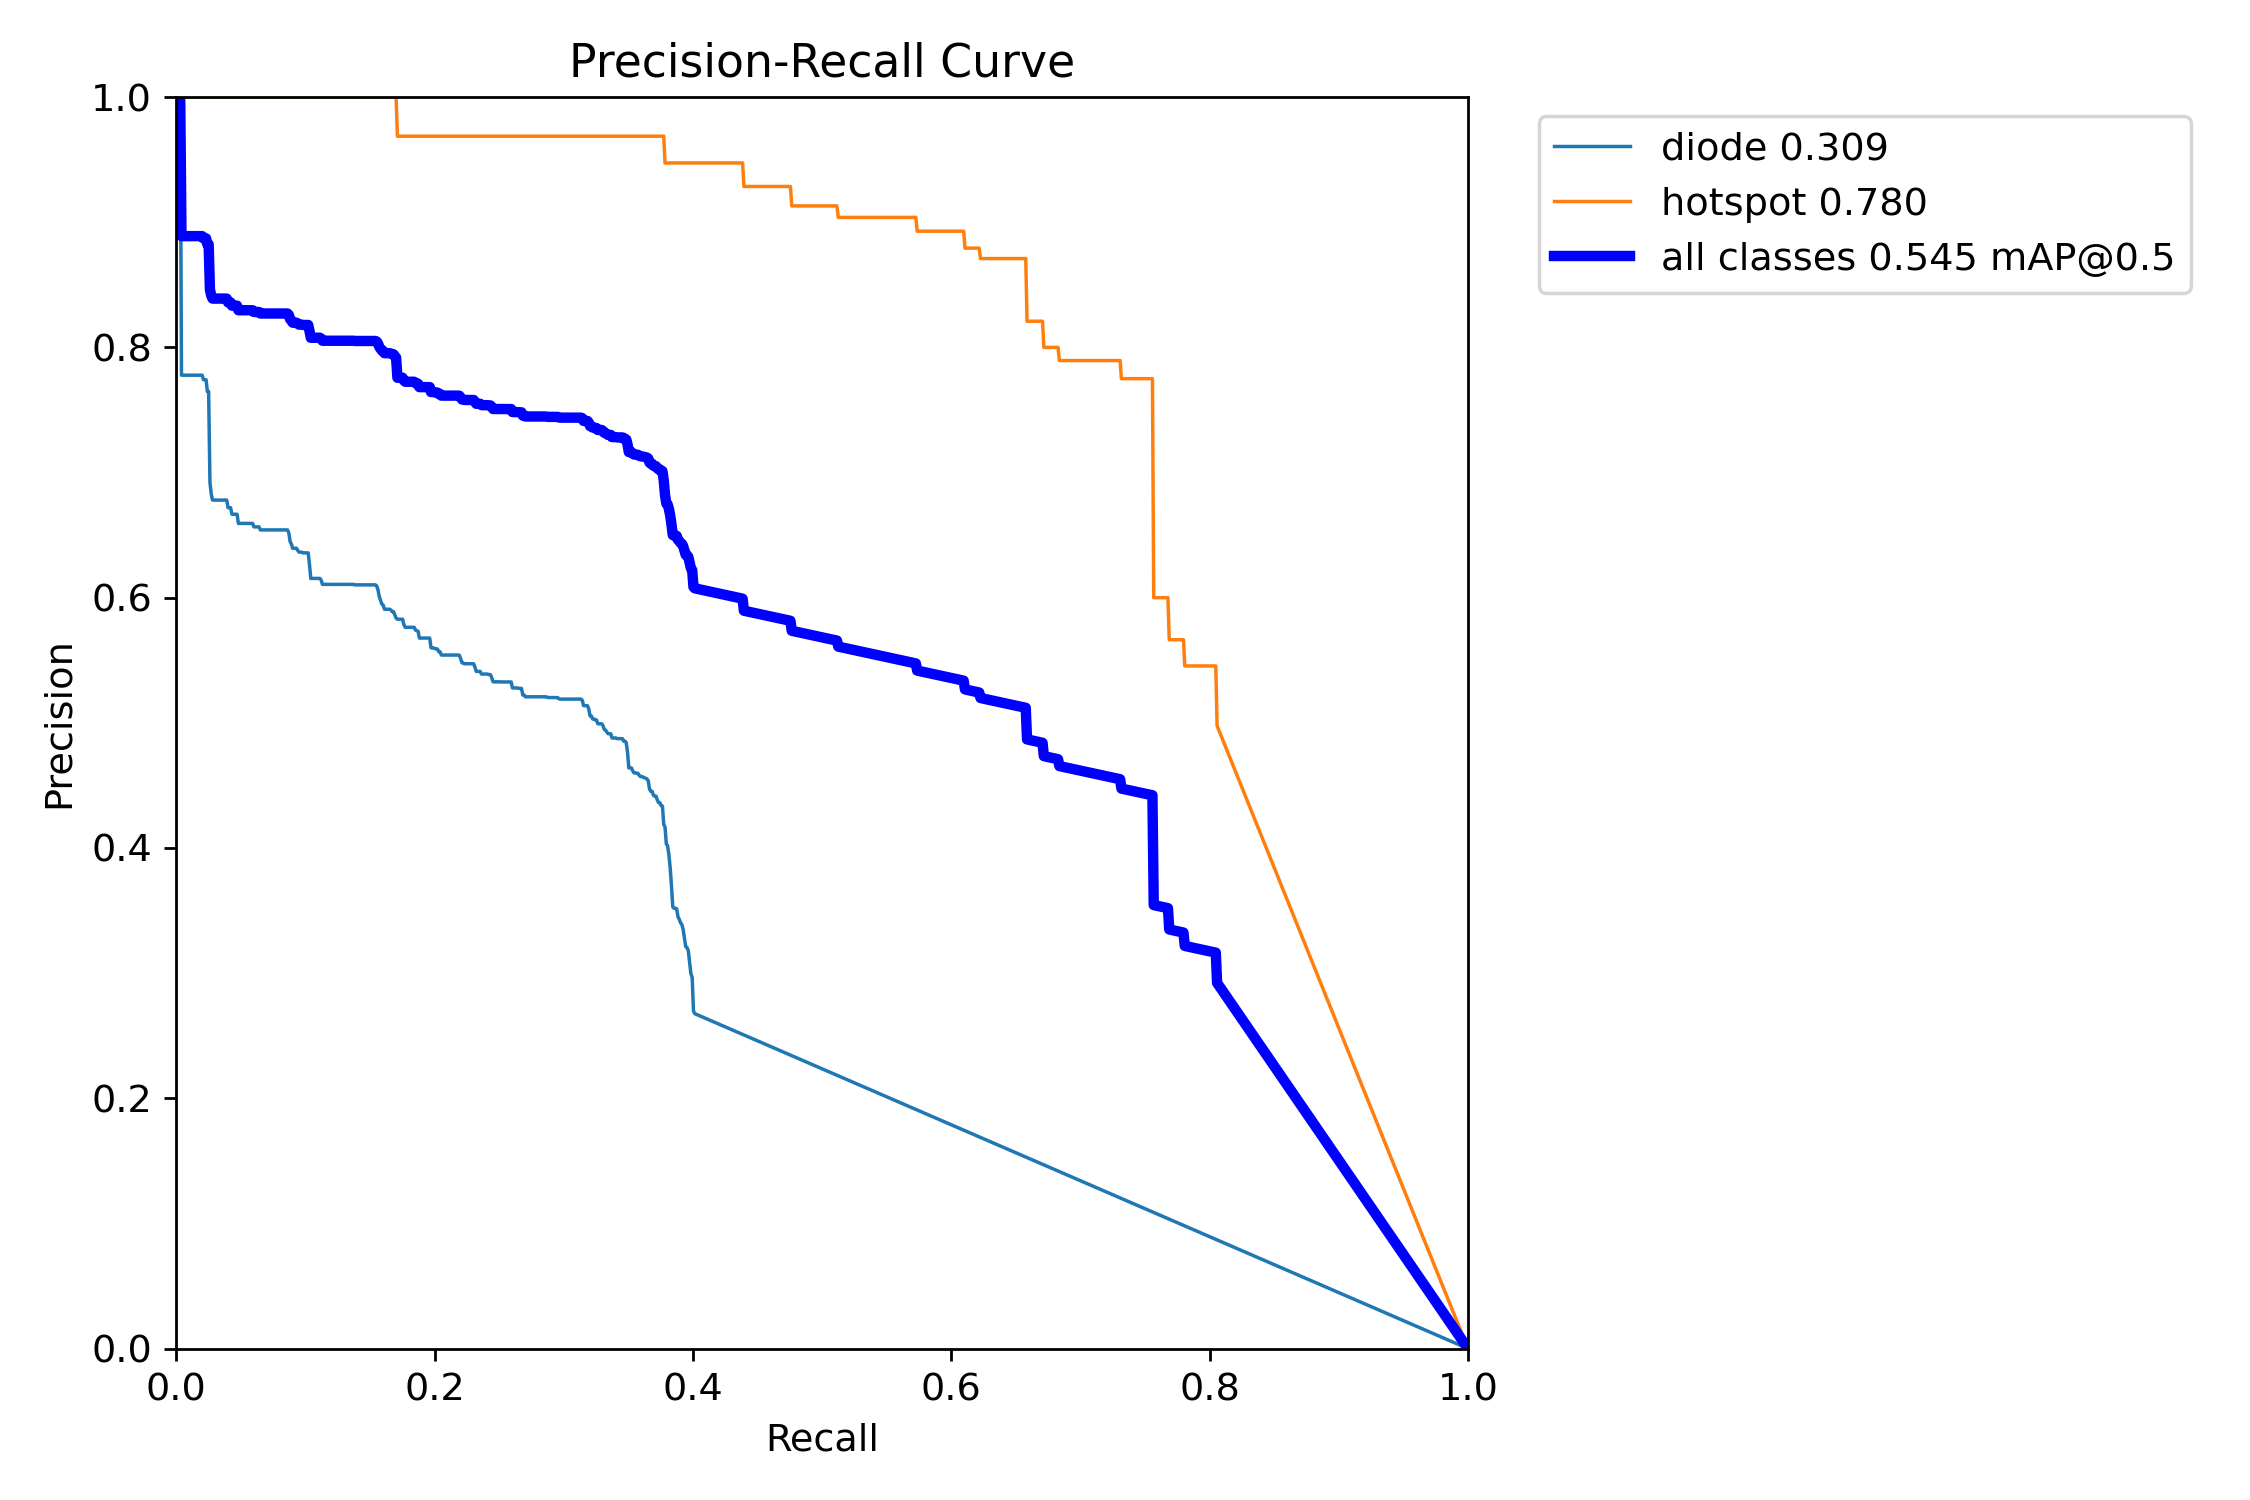 Precision-Recall Curve
diode 0.309
hotspot 0.780
all classes 0.545 mAP@0.5
Precision
1.0
0.8
0.6
0.4
0.2
0.0
0.0 0.2 0.4 0.6 0.8 1.0
Recall